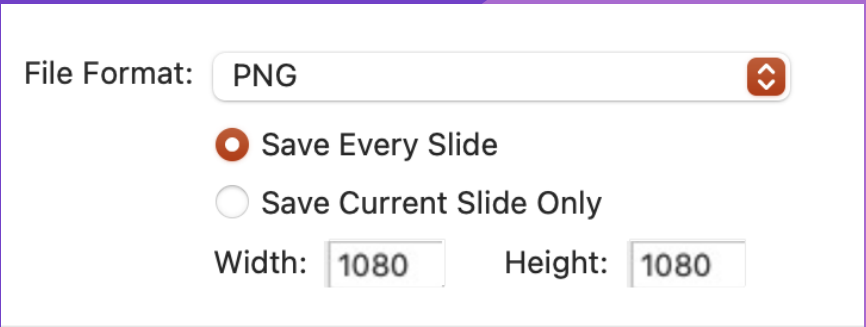 File Format: PNG
Save Every Slide
Save Current Slide Only
Width: 1080 Height: 1080